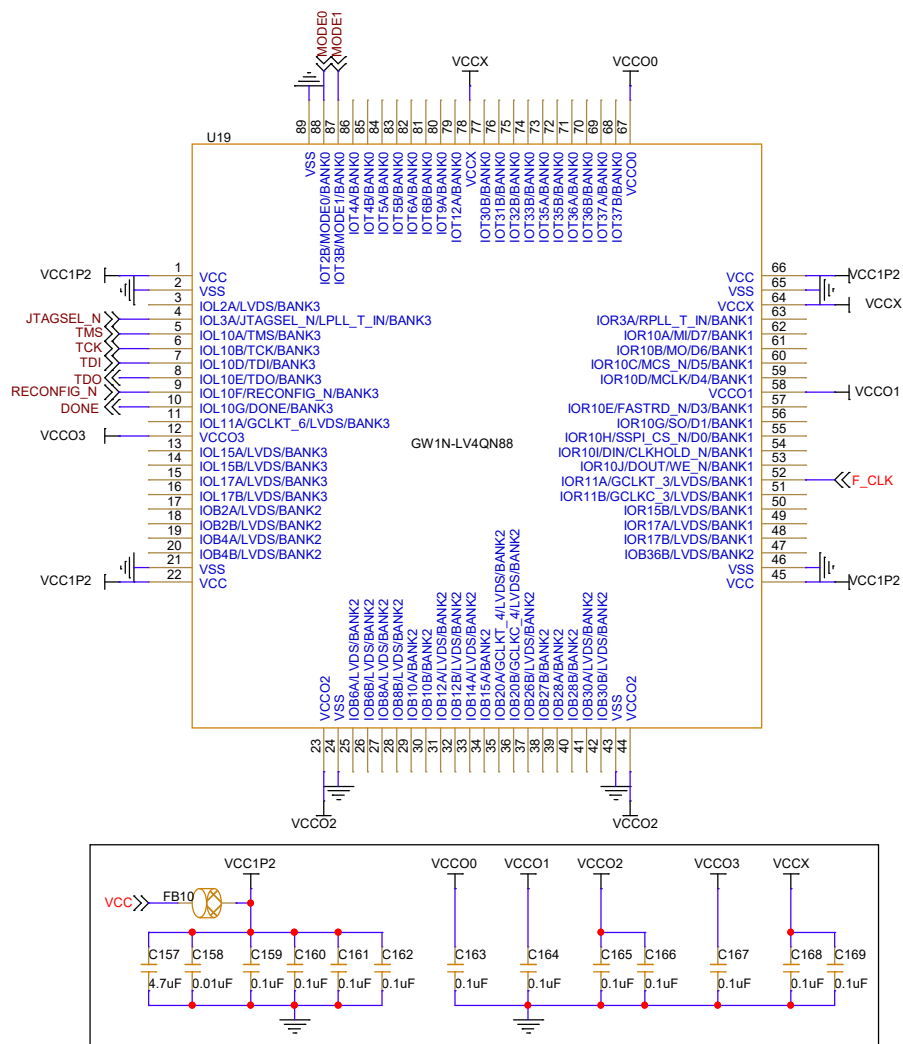 MODE0
MODE1
VCCX
VCCO0
89
88
87
86
85
84
83
82
81
80
79
78
77
76
75
74
73
72
71
70
69
68
67
U19
VSS
IOT2B/MODE0/BANK0
IOT3B/MODE1/BANK0
IOT4A/BANK0
IOT4B/BANK0
IOT5A/BANK0
IOT5B/BANK0
IOT6A/BANK0
IOT6B/BANK0
IOT9A/BANK0
IOT12A/BANK0
VCCX
IOT30B/BANK0
IOT31B/BANK0
IOT32B/BANK0
IOT33B/BANK0
IOT35A/BANK0
IOT35B/BANK0
IOT36A/BANK0
IOT36B/BANK0
IOT37A/BANK0
IOT37B/BANK0
VCCO0
VCC1P2 1 VCC
2 VSS
3 IOL2A/LVDS/BANK3
JTAGSEL_N 4 IOL3A/JTAGSEL_N/LPLL_T_IN/BANK3
TMS 5 IOL10A/TMS/BANK3
TCK 6 IOL10B/TCK/BANK3
TDI 7 IOL10D/TDI/BANK3
TDO 8 IOL10E/TDO/BANK3
RECONFIG_N 9 IOL10F/RECONFIG_N/BANK3
DONE 10 IOL10G/DONE/BANK3
11 IOL11A/GCLKT_6/LVDS/BANK3
VCCO3 12 VCCO3
13 IOL15A/LVDS/BANK3
14 IOL15B/LVDS/BANK3
15 IOL17A/LVDS/BANK3
16 IOL17B/LVDS/BANK3
17 IOB2A/LVDS/BANK2
18 IOB2B/LVDS/BANK2
19 IOB4A/LVDS/BANK2
20 IOB4B/LVDS/BANK2
21 VSS
VCC1P2 22 VCC
GW1N-LV4QN88
VCC 66 VCC1P2
VSS 65
VCCX 64 VCCX
IOR3A/RPLL_T_IN/BANK1 63
IOR10A/MI/D7/BANK1 62
IOR10B/MO/D6/BANK1 61
IOR10C/MCS_N/D5/BANK1 60
IOR10D/MCLK/D4/BANK1 59
VCCO1 58 VCCO1
IOR10E/FASTRD_N/D3/BANK1 57
IOR10G/SO/D1/BANK1 56
IOR10H/SSPI_CS_N/D0/BANK1 55
IOR10I/DIN/CLKHOLD_N/BANK1 54
IOR10J/DOUT/WE_N/BANK1 53
IOR11A/GCLKT_3/LVDS/BANK1 52 F_CLK
IOR11B/GCLKC_3/LVDS/BANK1 51
IOR15B/LVDS/BANK1 50
IOR17A/LVDS/BANK1 49
IOR17B/LVDS/BANK1 48
IOB36B/LVDS/BANK2 47
VSS 46
VCC 45 VCC1P2
VCCO2
VSS
IOB6A/LVDS/BANK2
IOB6B/LVDS/BANK2
IOB8A/LVDS/BANK2
IOB8B/LVDS/BANK2
IOB10A/BANK2
IOB10B/BANK2
IOB12A/LVDS/BANK2
IOB12B/LVDS/BANK2
IOB14A/LVDS/BANK2
IOB15A/BANK2
IOB20A/GCLKT_4/LVDS/BANK2
IOB20B/GCLKC_4/LVDS/BANK2
IOB26B/LVDS/BANK2
IOB27B/BANK2
IOB28A/BANK2
IOB28B/BANK2
IOB30A/LVDS/BANK2
IOB30B/LVDS/BANK2
VSS
VCCO2
23
24
25
26
27
28
29
30
31
32
33
34
35
36
37
38
39
40
41
42
43
44
VCCO2
VCCO2
VCC1P2 VCCO0 VCCO1 VCCO2 VCCO3 VCCX
VCC FB10
C157 C158 C159 C160 C161 C162 C163 C164 C165 C166 C167 C168 C169
4.7uF 0.01uF 0.1uF 0.1uF 0.1uF 0.1uF 0.1uF 0.1uF 0.1uF 0.1uF 0.1uF 0.1uF 0.1uF